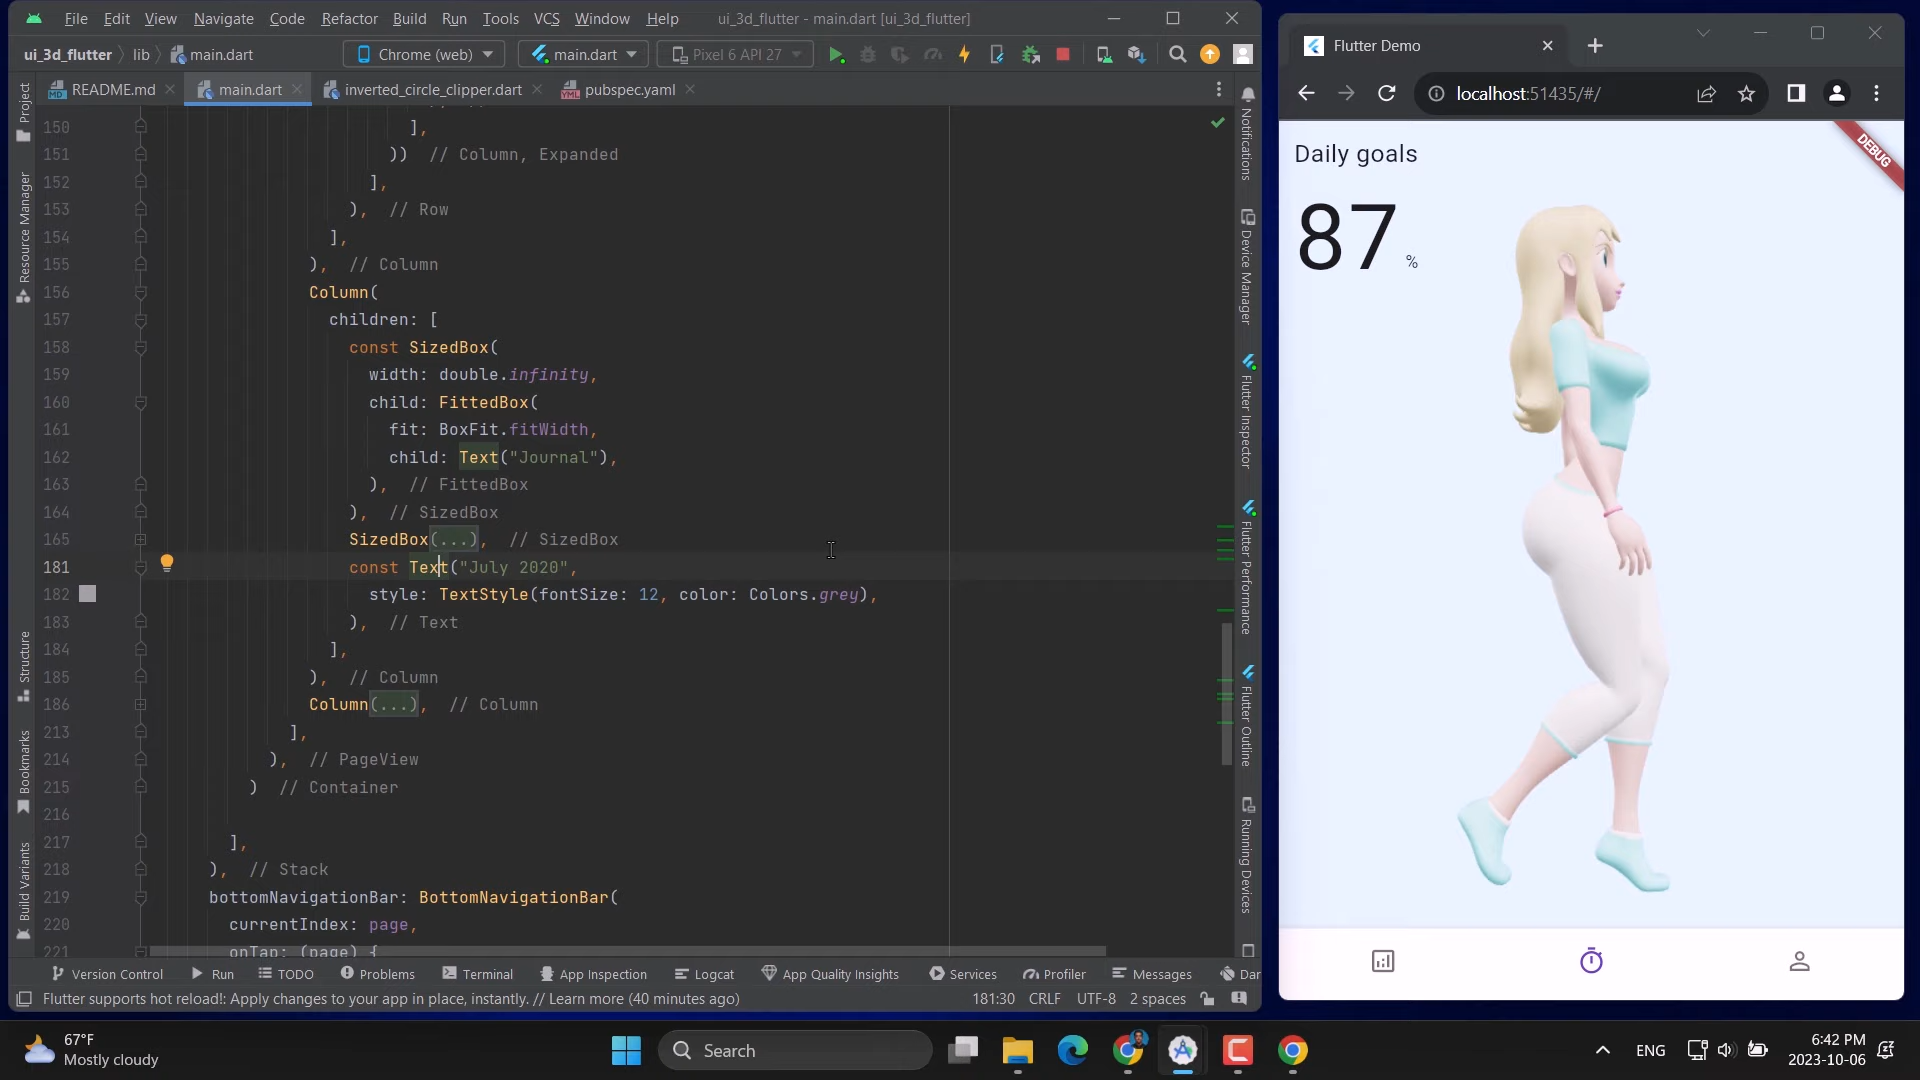 File Edit View Navigate Code Refactor Build Run Tools VCS Window Help ui_3d_flutter - main.dart [ui_3d_flutter]
ui_3d_flutter lib main.dart Chrome (web) main.dart Pixel 6 API 27
README.md main.dart inverted_circle_clipper.dart pubspec.yaml
Project
Resource Manager
Structure
Bookmarks
Build Variants
150 ],
151 )) // Column, Expanded
152 ],
153 ), // Row
154 ],
155 ), // Column
156 Column(
157 children: [
158 const SizedBox(
159 width: double.infinity,
160 child: FittedBox(
161 fit: BoxFit.fitWidth,
162 child: Text("Journal"),
163 ), // FittedBox
164 ), // SizedBox
165 SizedBox(...), // SizedBox
181 const Text("July 2020",
182 style: TextStyle(fontSize: 12, color: Colors.grey),
183 ), // Text
184 ],
185 ), // Column
186 Column(...), // Column
213 ],
214 ), // PageView
215 ) // Container
216
217 ],
218 ), // Stack
219 bottomNavigationBar: BottomNavigationBar(
220 currentIndex: page,
221 onTap: (page) {
Notifications
Device Manager
Flutter Inspector
Flutter Performance
Flutter Outline
Running Devices
Version Control Run TODO Problems Terminal App Inspection Logcat App Quality Insights Services Profiler Messages Dar
Flutter supports hot reload!: Apply changes to your app in place, instantly. // Learn more (40 minutes ago) 181:30 CRLF UTF-8 2 spaces
Flutter Demo
localhost:51435/#/
DEBUG
Daily goals
87 %
67°F
Mostly cloudy
Search
ENG
6:42 PM
2023-10-06